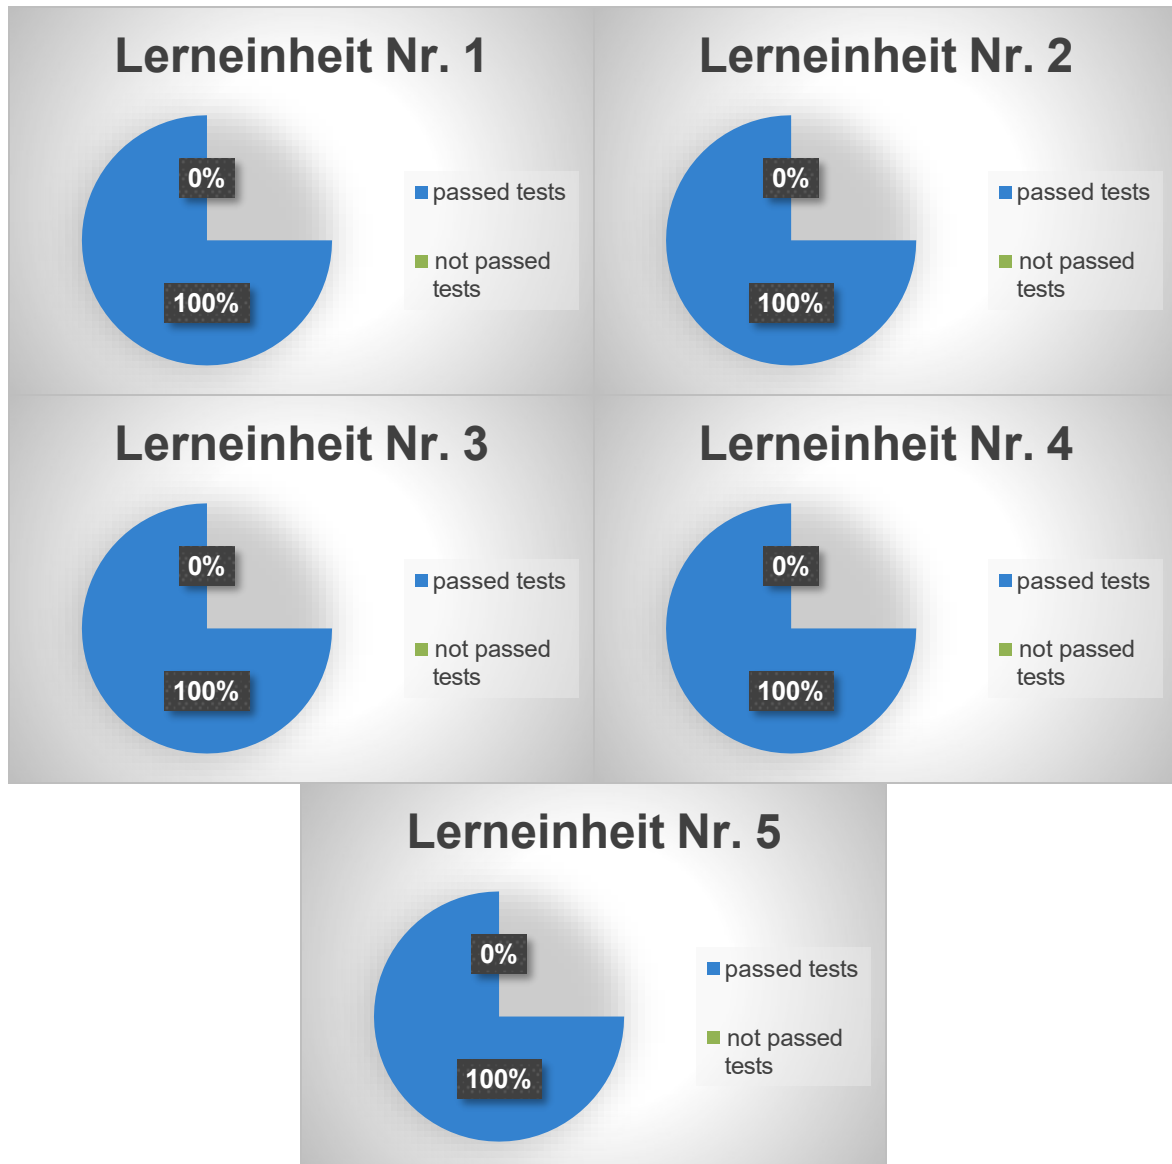 Lerneinheit Nr. 1
0%
100%
passed tests
not passed
tests
Lerneinheit Nr. 2
0%
100%
passed tests
not passed
tests
Lerneinheit Nr. 3
0%
100%
passed tests
not passed
tests
Lerneinheit Nr. 4
0%
100%
passed tests
not passed
tests
Lerneinheit Nr. 5
0%
100%
passed tests
not passed
tests